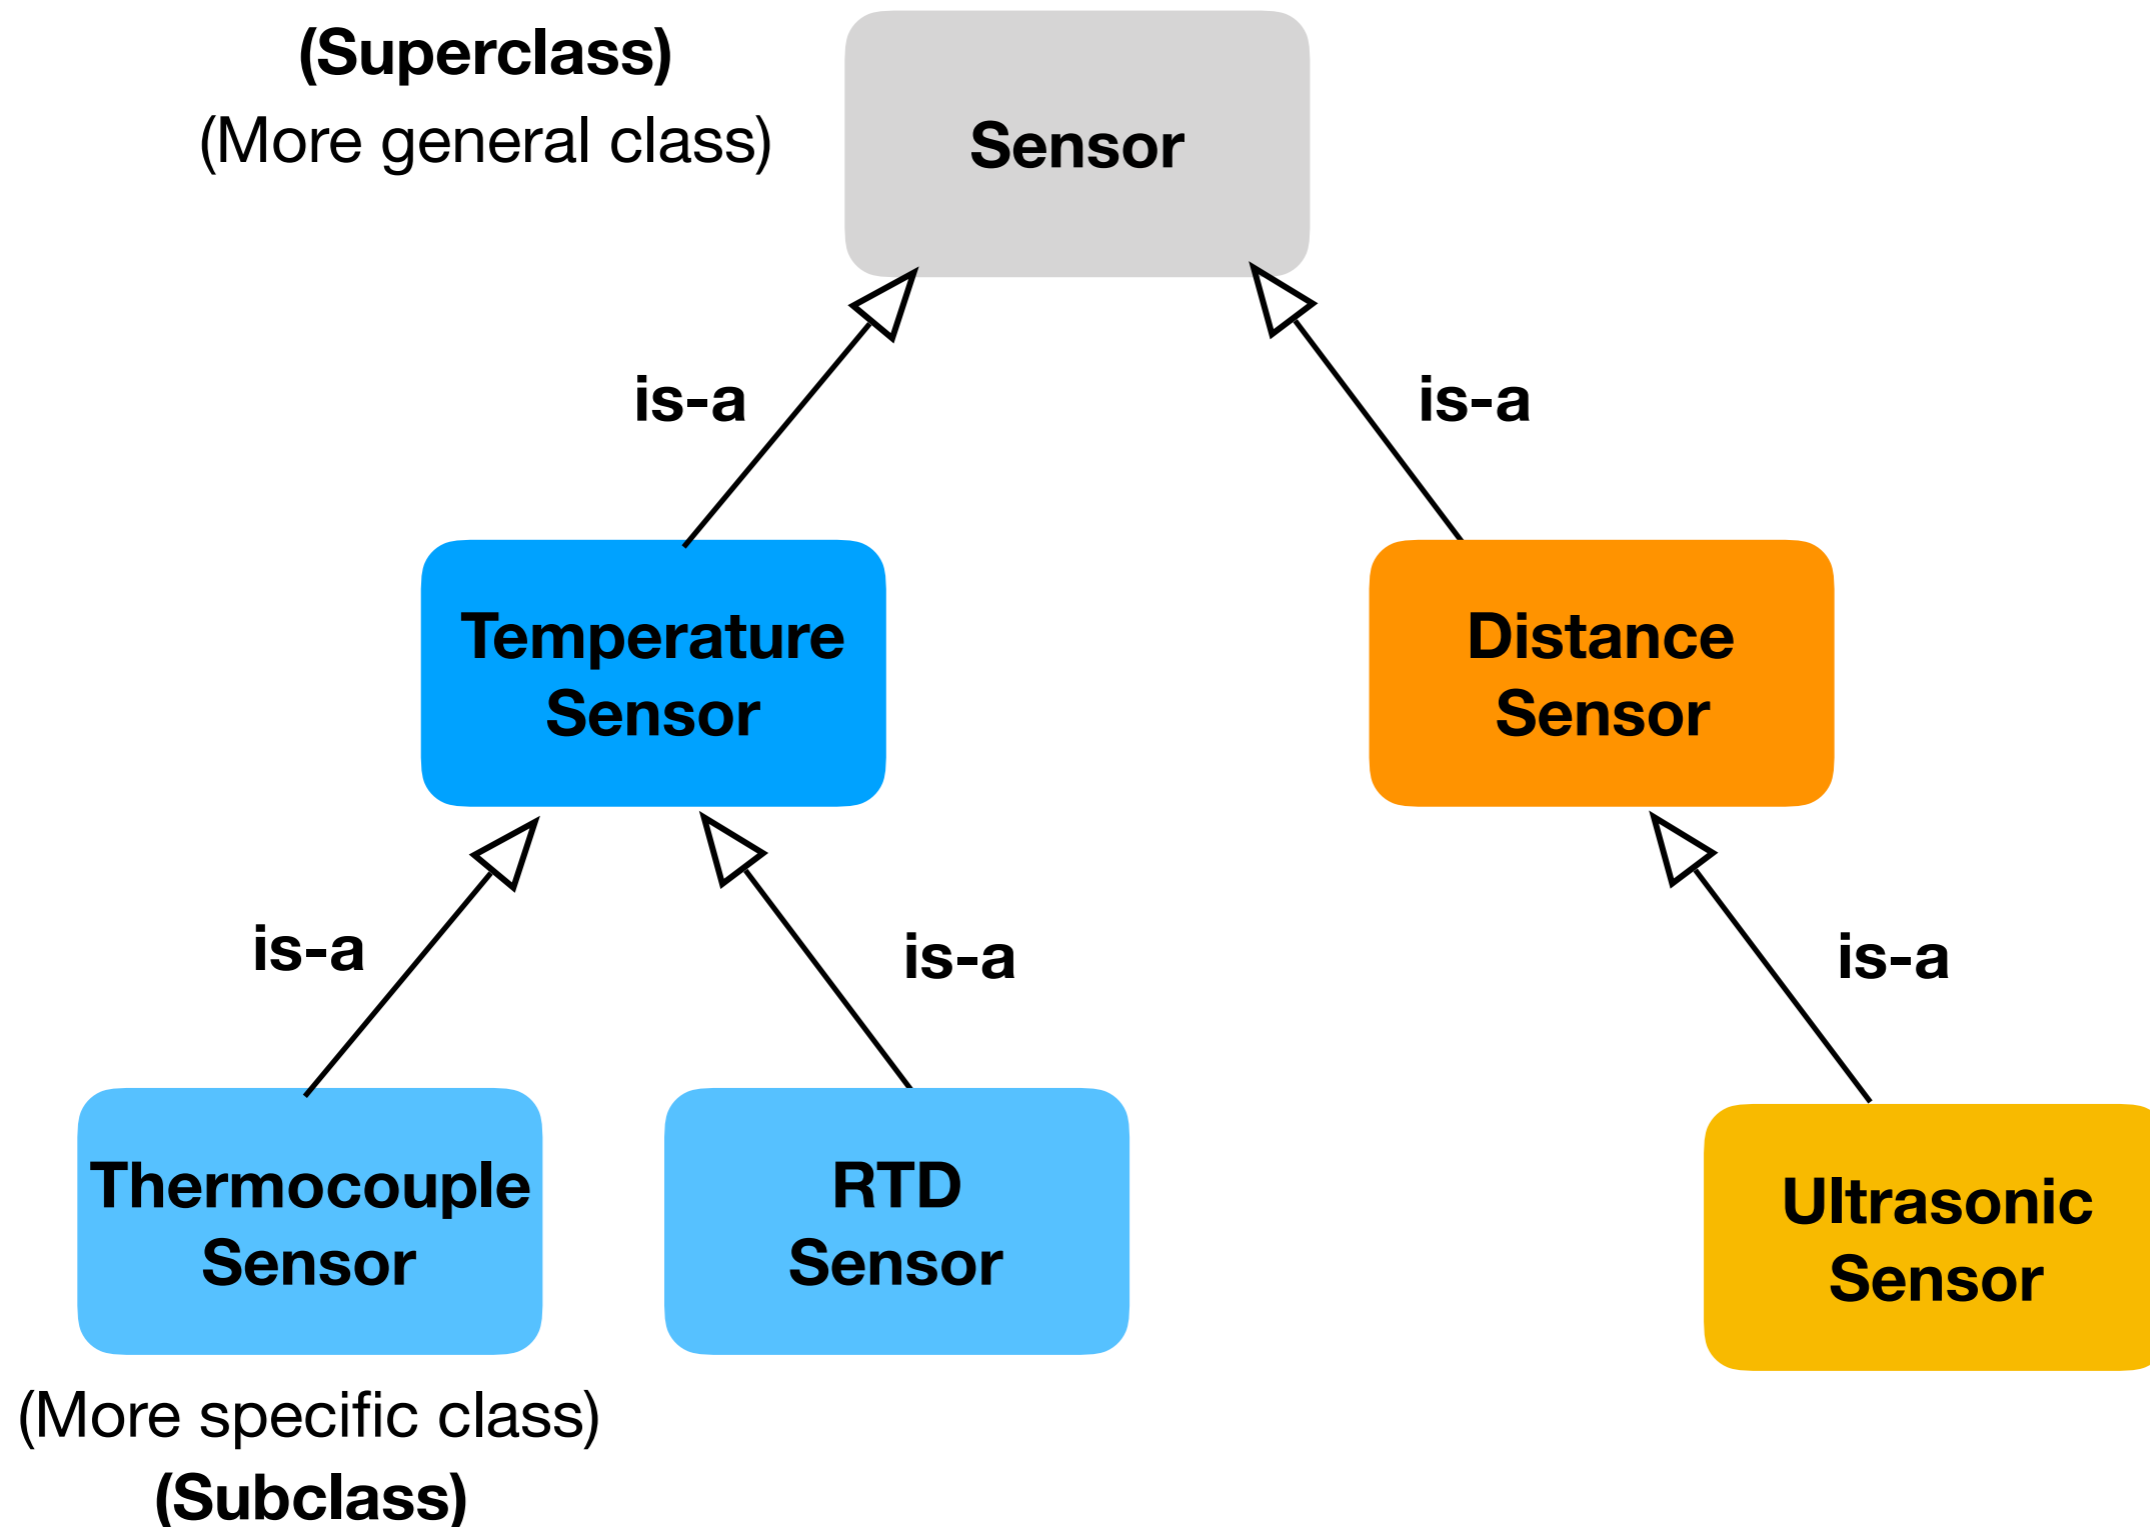 (Superclass)
(More general class)
Sensor
is-a
is-a
Temperature
Sensor
Distance
Sensor
is-a
is-a
is-a
Thermocouple
Sensor
RTD
Sensor
Ultrasonic
Sensor
(More specific class)
(Subclass)